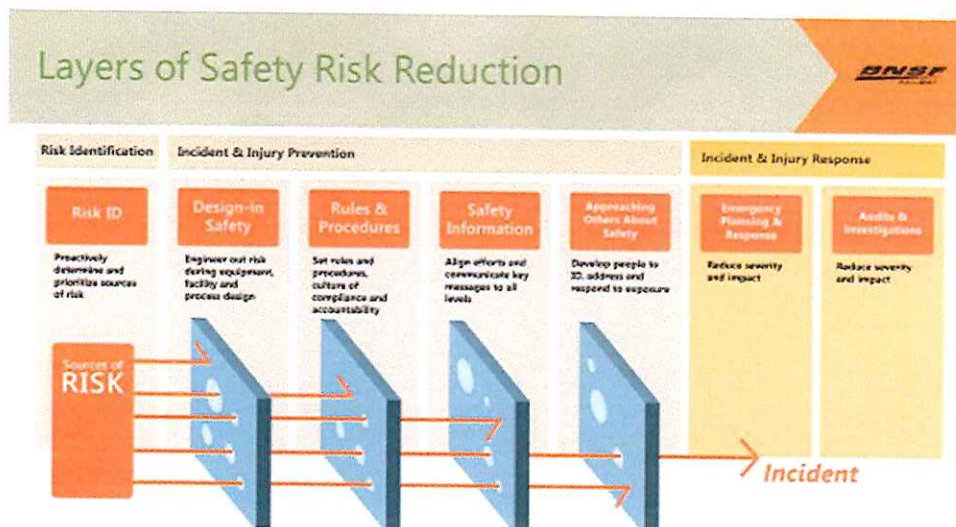 Layers of Safety Risk Reduction
BNSF
RAILWAY
Risk Identification
Incident & Injury Prevention
Incident & Injury Response
Risk ID
Proactively
determine and
prioritize sources
of risk
Design-in
Safety
Engineer out risk
during equipment,
facility and
process design
Rules &
Procedures
Set rules and
procedures,
culture of
compliance and
accountability
Safety
Information
Align efforts and
communicate key
messages to all
levels
Approaching
Others About
Safety
Develop people to
ID, address and
respond to exposure
Emergency
Planning &
Response
Reduce severity
and impact
Audits &
Investigations
Reduce severity
and impact
Sources of
RISK
Incident